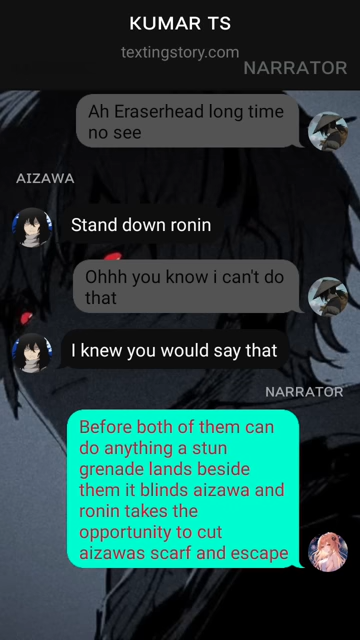 KUMAR TS
textingstory.com
NARRATOR
Ah Eraserhead long time
no see
AIZAWA
Stand down ronin
Ohhh you know i can't do
that
I knew you would say that
NARRATOR
Before both of them can
do anything a stun
grenade lands beside
them it blinds aizawa and
ronin takes the
opportunity to cut
aizawas scarf and escape